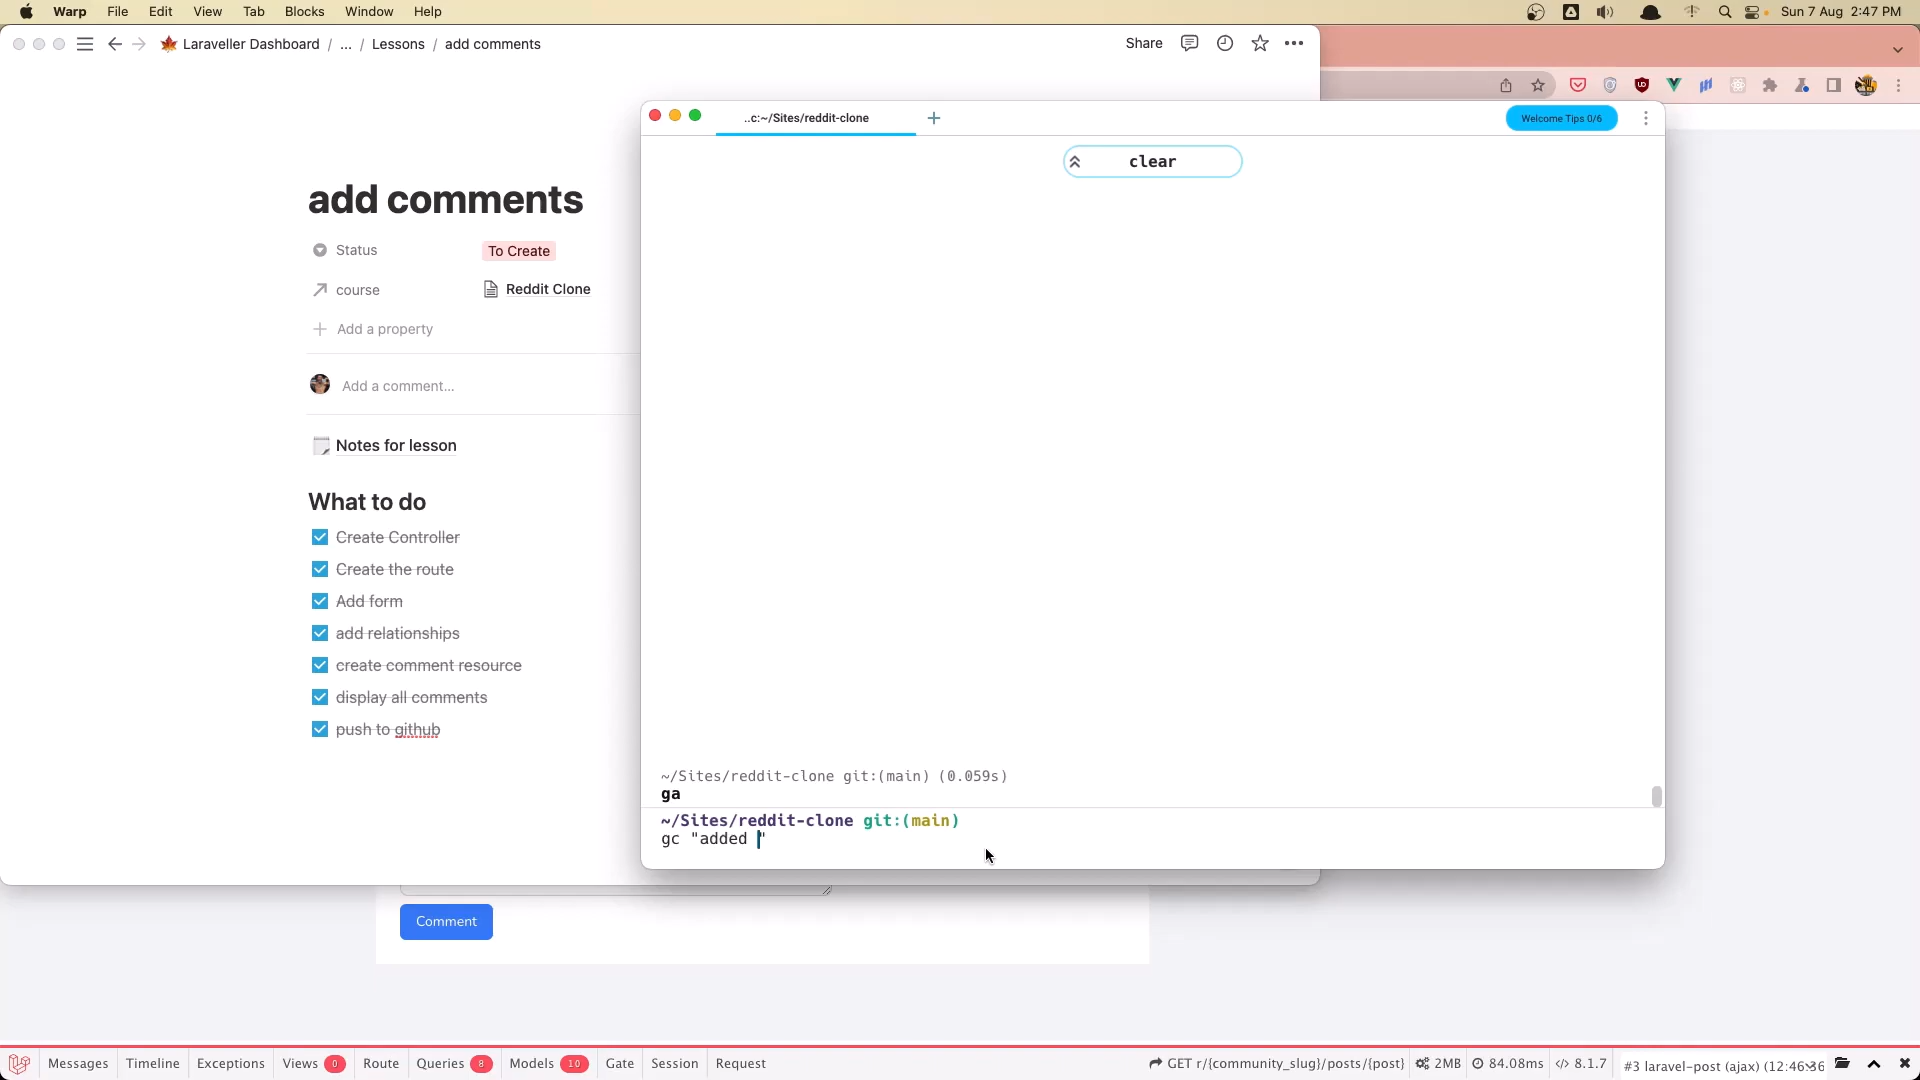 Warp File Edit View Tab Blocks Window Help Sun 7 Aug 2:47 PM
Laraveller Dashboard / ... / Lessons / add comments Share
..c:~/Sites/reddit-clone Welcome Tips 0/6
clear
add comments
Status To Create
course Reddit Clone
Add a property
Add a comment...
Notes for lesson
What to do
Create Controller
Create the route
Add form
add relationships
create comment resource
display all comments
push to github
~/Sites/reddit-clone git:(main) (0.059s)
ga
~/Sites/reddit-clone git:(main)
gc "added "
Comment
Messages Timeline Exceptions Views 0 Route Queries 8 Models 10 Gate Session Request GET r/{community_slug}/posts/{post} 2MB 84.08ms 8.1.7 #3 laravel-post (ajax) (12:46:36